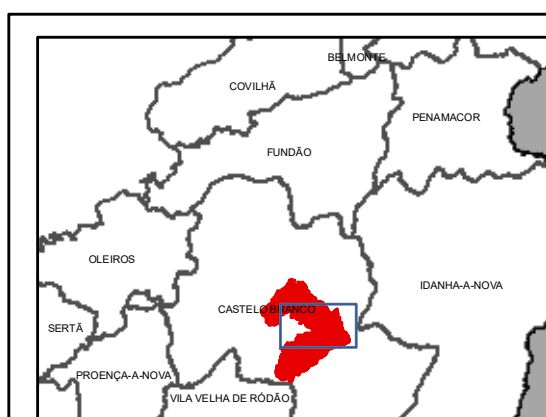 BELMONTE
COVILHÃ
PENAMACOR
FUNDÃO
OLEIROS
IDANHA-A-NOVA
CASTELO BRANCO
SERTÃ
PROENÇA-A-NOVA
VILA VELHA DE RÓDÃO